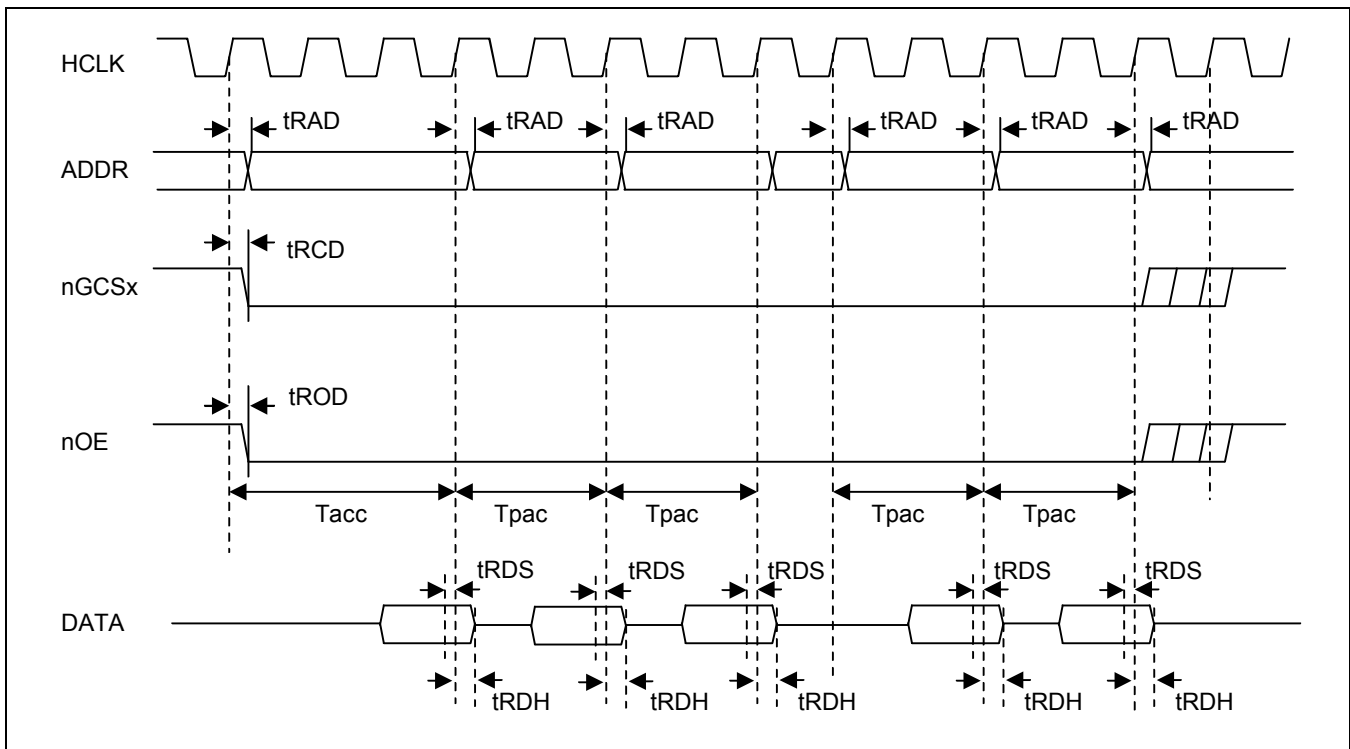 HCLK
tRAD tRAD tRAD tRAD tRAD tRAD
ADDR
tRCD
nGCSx
tROD
nOE
Tacc Tpac Tpac Tpac Tpac
tRDS tRDS tRDS tRDS tRDS
DATA
tRDH tRDH tRDH tRDH tRDH